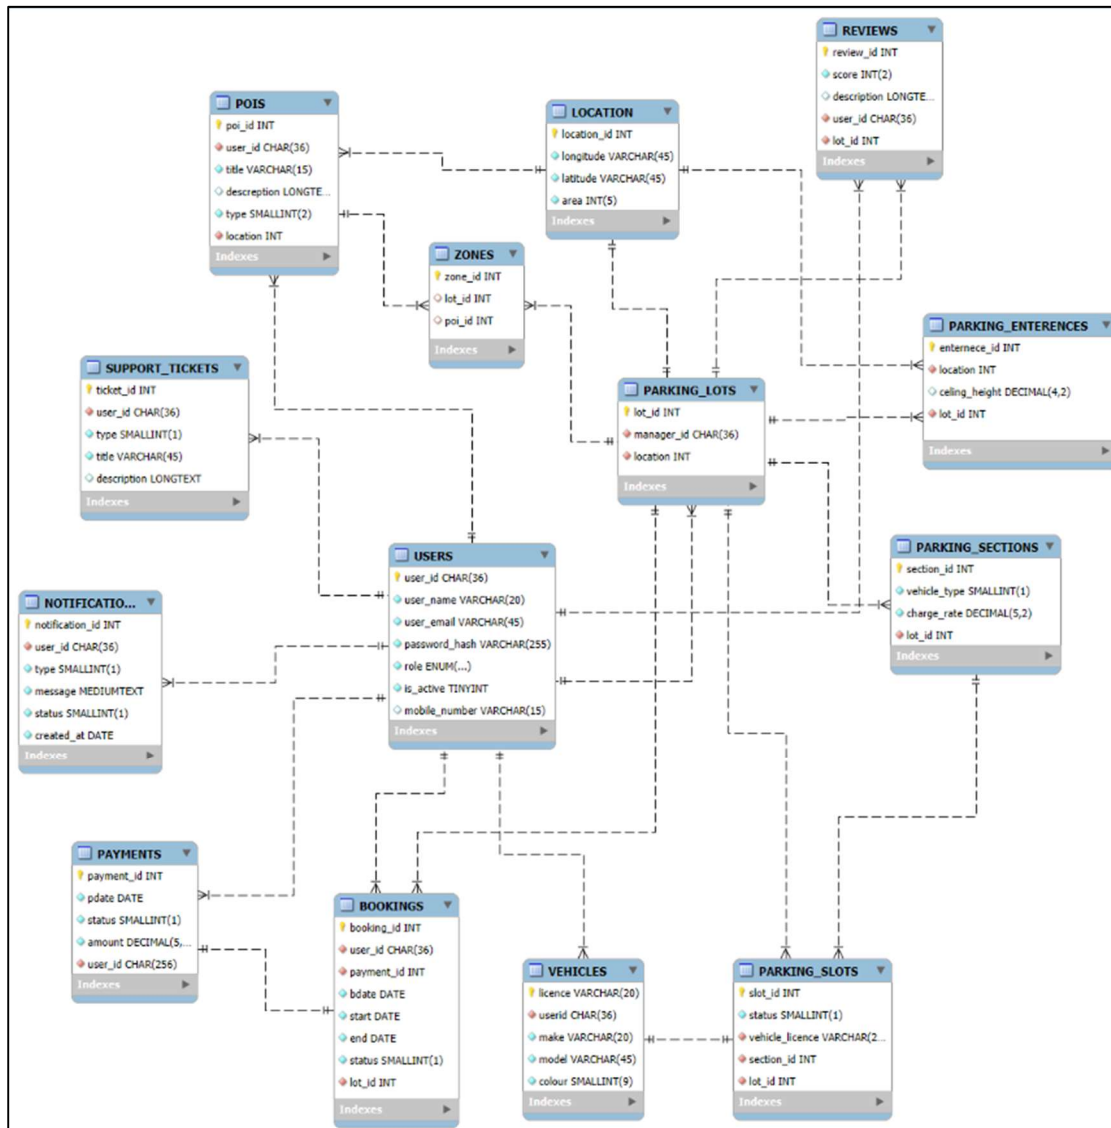 REVIEWS
review_id INT
score INT(2)
description LONGTE...
user_id CHAR(36)
lot_id INT
Indexes
POIS
poi_id INT
user_id CHAR(36)
title VARCHAR(15)
descreption LONGTE...
type SMALLINT(2)
location INT
Indexes
LOCATION
location_id INT
longitude VARCHAR(45)
latitude VARCHAR(45)
area INT(5)
Indexes
ZONES
zone_id INT
lot_id INT
poi_id INT
Indexes
PARKING_ENTERENCES
enternece_id INT
location INT
celing_height DECIMAL(4,2)
lot_id INT
Indexes
SUPPORT_TICKETS
ticket_id INT
user_id CHAR(36)
type SMALLINT(1)
title VARCHAR(45)
description LONGTEXT
Indexes
PARKING_LOTS
lot_id INT
manager_id CHAR(36)
location INT
Indexes
PARKING_SECTIONS
section_id INT
vehicle_type SMALLINT(1)
charge_rate DECIMAL(5,2)
lot_id INT
Indexes
USERS
user_id CHAR(36)
user_name VARCHAR(20)
user_email VARCHAR(45)
password_hash VARCHAR(255)
role ENUM(...)
is_active TINYINT
mobile_number VARCHAR(15)
Indexes
NOTIFICATIO...
notification_id INT
user_id CHAR(36)
type SMALLINT(1)
message MEDIUMTEXT
status SMALLINT(1)
created_at DATE
Indexes
PAYMENTS
payment_id INT
pdate DATE
status SMALLINT(1)
amount DECIMAL(5,...
user_id CHAR(256)
Indexes
BOOKINGS
booking_id INT
user_id CHAR(36)
payment_id INT
bdate DATE
start DATE
end DATE
status SMALLINT(1)
lot_id INT
Indexes
VEHICLES
licence VARCHAR(20)
userid CHAR(36)
make VARCHAR(20)
model VARCHAR(45)
colour SMALLINT(9)
Indexes
PARKING_SLOTS
slot_id INT
status SMALLINT(1)
vehicle_licence VARCHAR(2...
section_id INT
lot_id INT
Indexes